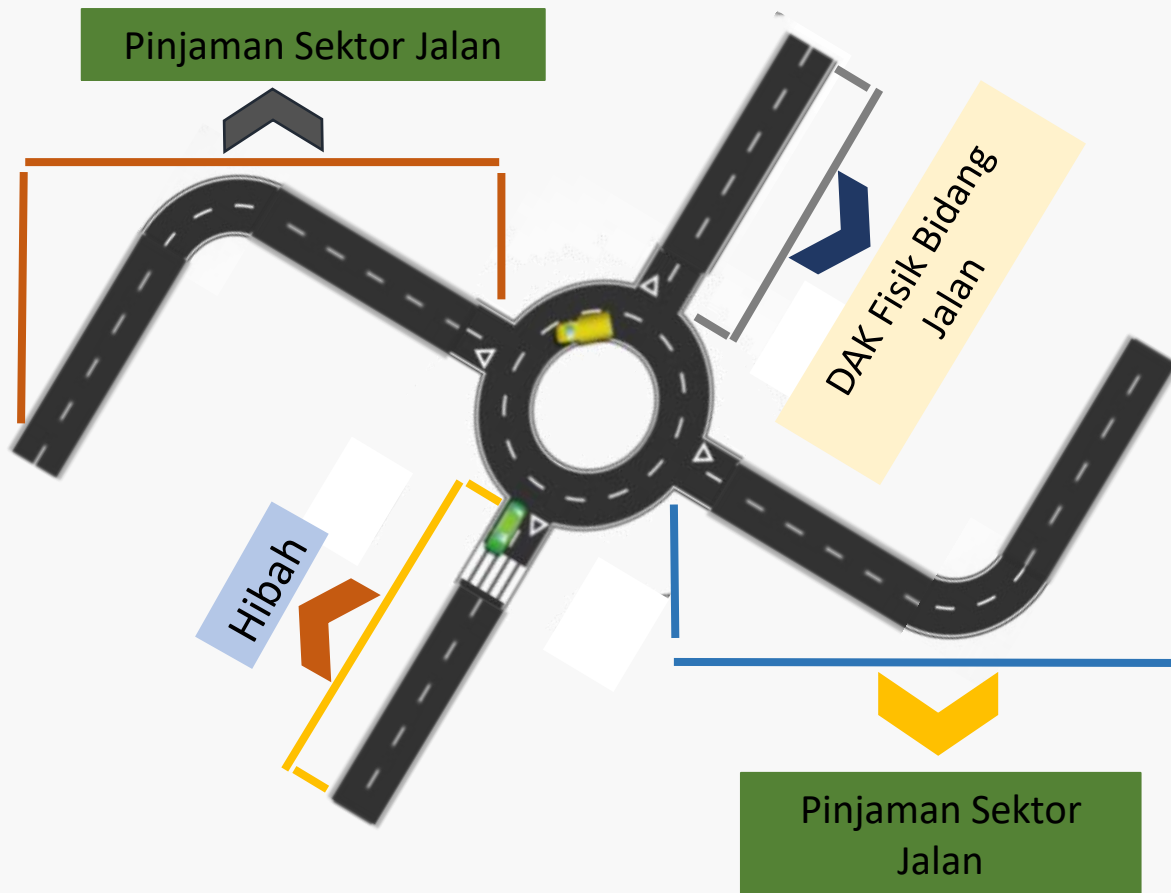 Pinjaman Sektor Jalan
DAK Fisik Bidang
Jalan
Hibah
Pinjaman Sektor
Jalan